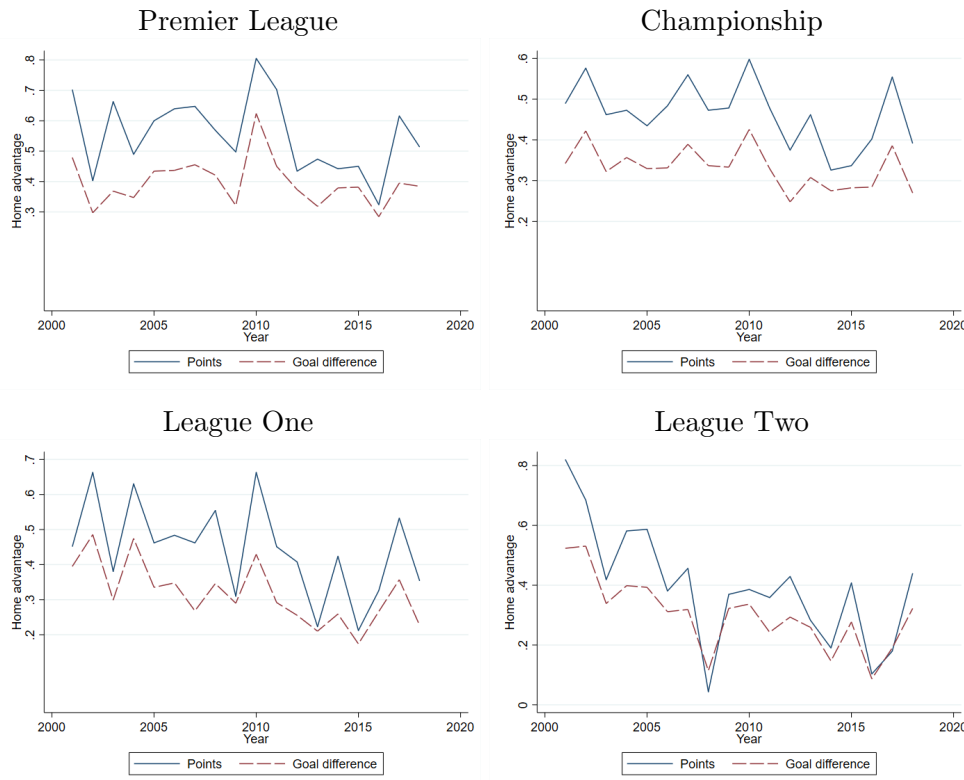 Premier League
Home advantage
.8
.7
.6
.5
.4
.3
2000
2005
2010
2015
2020
Year
Points
Goal difference
Championship
Home advantage
.6
.5
.4
.3
.2
2000
2005
2010
2015
2020
Year
Points
Goal difference
League One
Home advantage
.7
.6
.5
.4
.3
.2
2000
2005
2010
2015
2020
Year
Points
Goal difference
League Two
Home advantage
.8
.6
.4
.2
0
2000
2005
2010
2015
2020
Year
Points
Goal difference